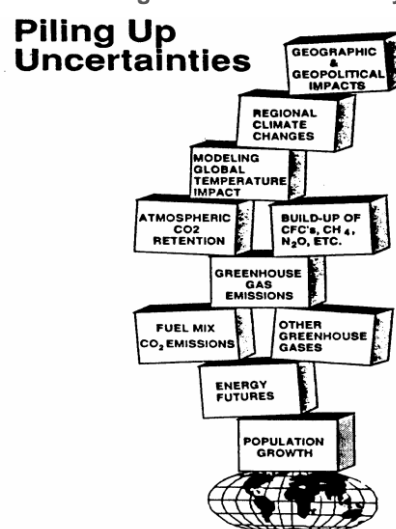 Piling Up
Uncertainties
GEOGRAPHIC
&
GEOPOLITICAL
IMPACTS
REGIONAL
CLIMATE
CHANGES
MODELING
GLOBAL
TEMPERATURE
IMPACT
ATMOSPHERIC
CO2
RETENTION
BUILD-UP OF
CFC's, CH₄,
N₂O, ETC.
GREENHOUSE
GAS
EMISSIONS
FUEL MIX
CO₂ EMISSIONS
OTHER
GREENHOUSE
GASES
ENERGY
FUTURES
POPULATION
GROWTH